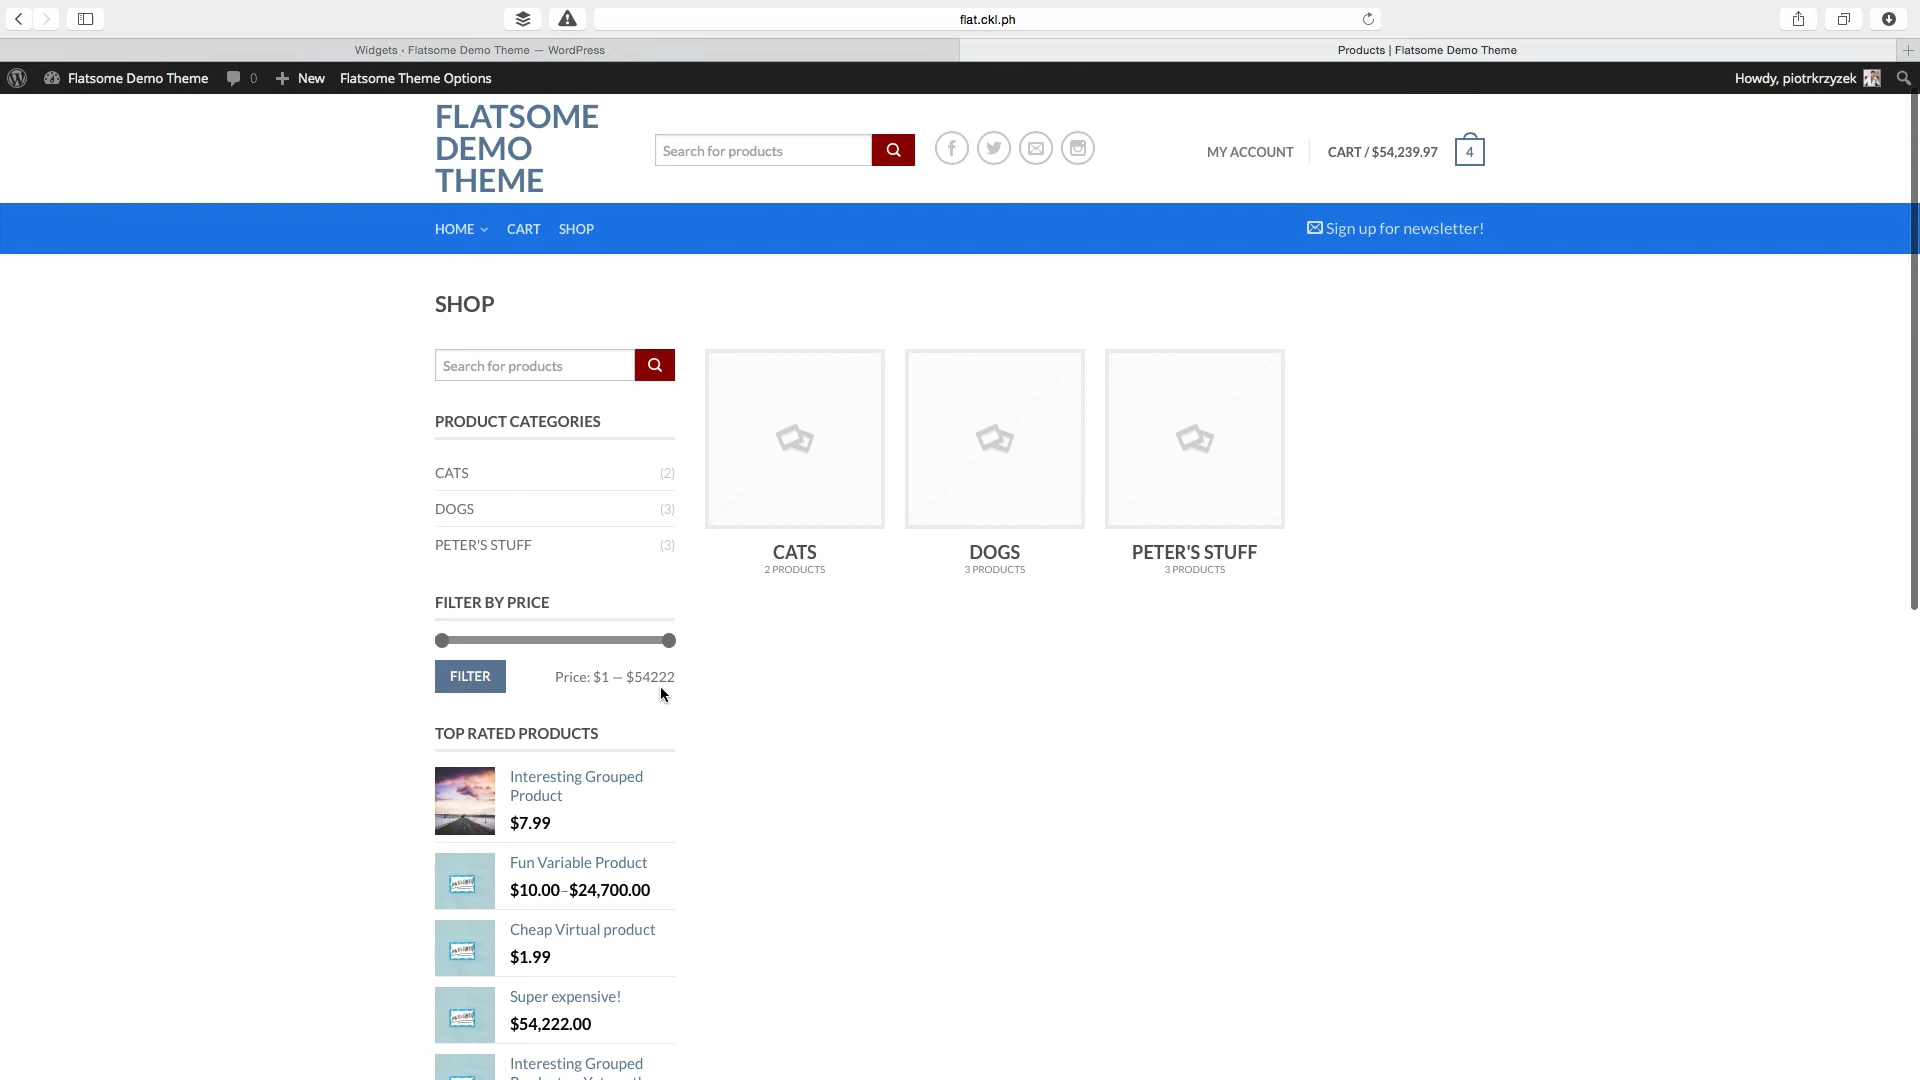 flat.ckl.ph
Widgets ‹ Flatsome Demo Theme — WordPress
Products | Flatsome Demo Theme
Flatsome Demo Theme
0
New
Flatsome Theme Options
Howdy, piotrkrzyzek
FLATSOME
DEMO
THEME
Search for products
MY ACCOUNT
CART / $54,239.97
4
HOME
CART
SHOP
Sign up for newsletter!
SHOP
Search for products
PRODUCT CATEGORIES
CATS (2)
DOGS (3)
PETER'S STUFF (3)
FILTER BY PRICE
FILTER
Price: $1 — $54222
TOP RATED PRODUCTS
Interesting Grouped
Product
$7.99
Fun Variable Product
$10.00–$24,700.00
Cheap Virtual product
$1.99
Super expensive!
$54,222.00
Interesting Grouped
CATS
2 PRODUCTS
DOGS
3 PRODUCTS
PETER'S STUFF
3 PRODUCTS